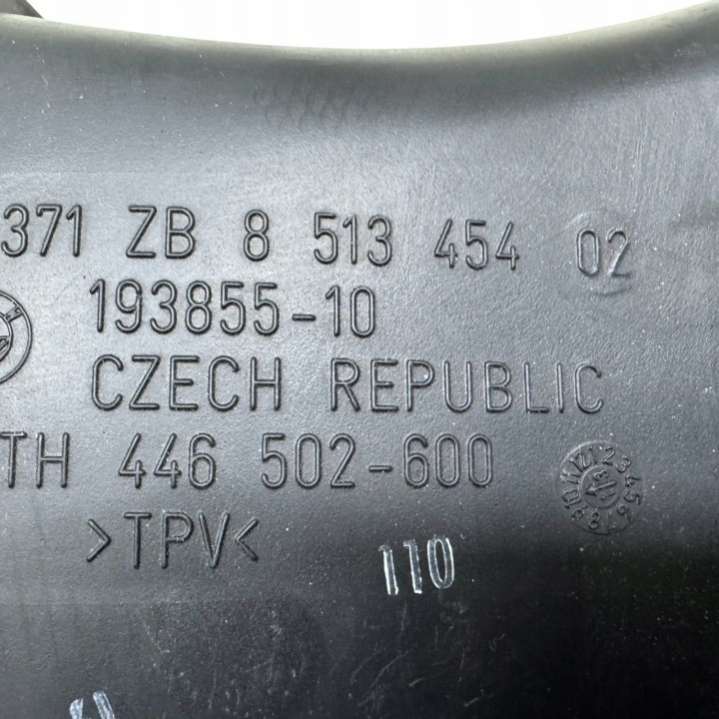 371 ZB 8 513 454 02
193855-10
CZECH REPUBLIC
TH 446 502-600
>TPV<
110